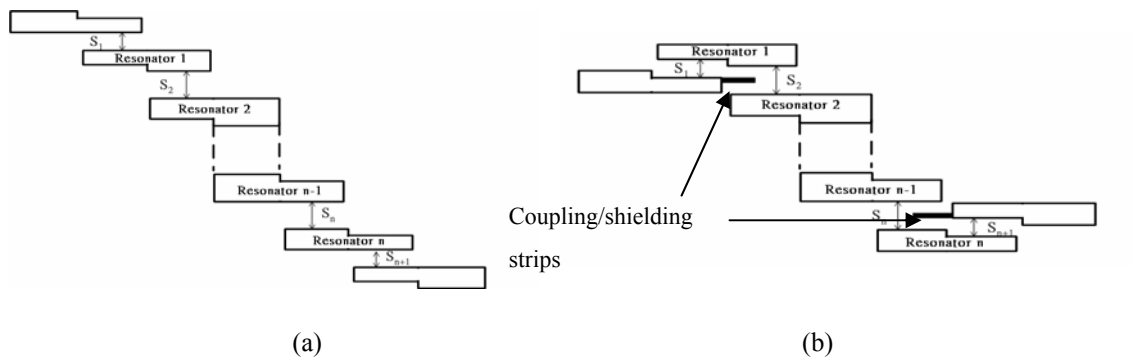 S₁
Resonator 1
S₂
Resonator 2
Resonator n-1
Sₙ
Resonator n
Sₙ₊₁
(a)
Resonator 1
S₁
S₂
Resonator 2
Resonator n-1
Coupling/shielding
strips
Sₙ
Sₙ₊₁
Resonator n
(b)